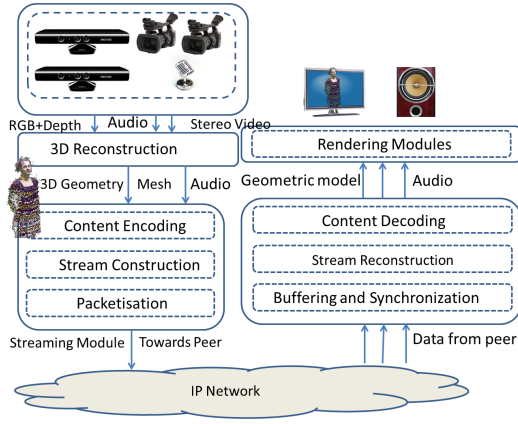 RGB+Depth
Audio
Stereo Video
3D Reconstruction
3D Geometry
Mesh
Audio
Content Encoding
Stream Construction
Packetisation
Streaming Module
Towards Peer
IP Network
Rendering Modules
Geometric model
Audio
Content Decoding
Stream Reconstruction
Buffering and Synchronization
Data from peer